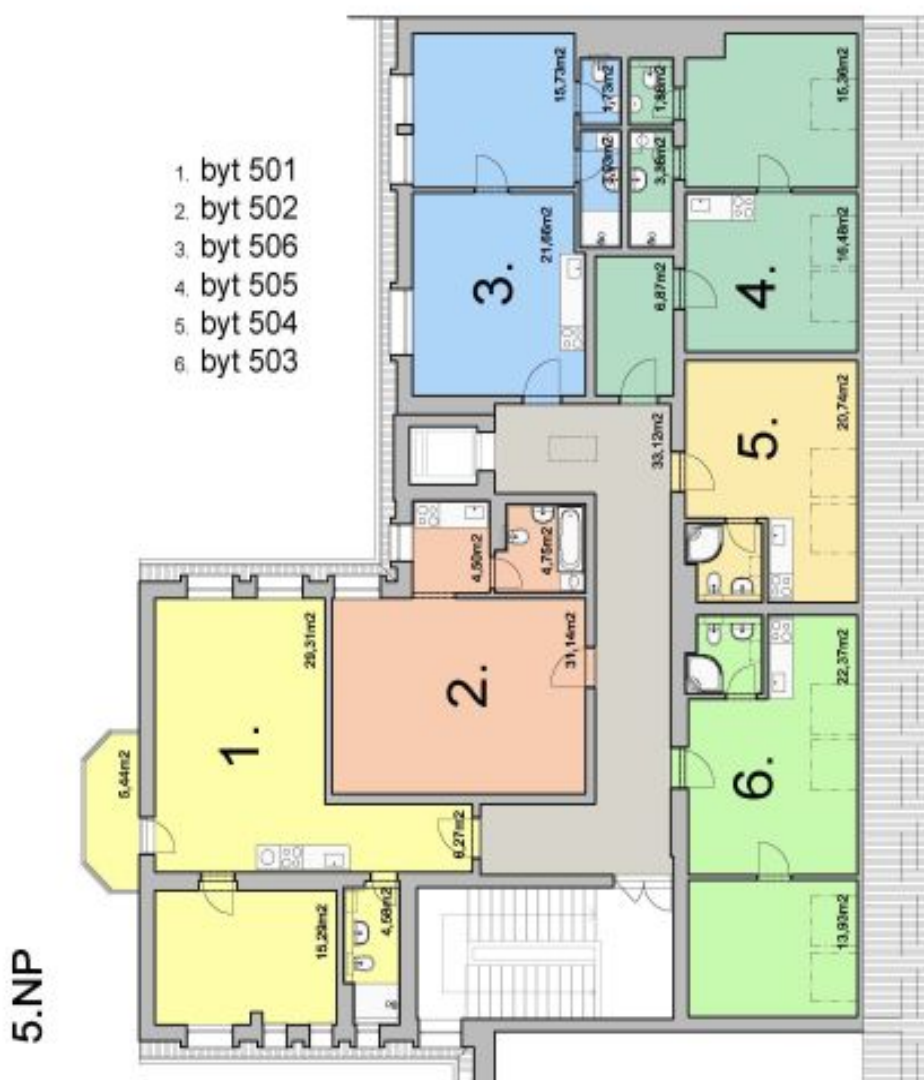 1. byt 501
2. byt 502
3. byt 506
4. byt 505
5. byt 504
6. byt 503
5.NP
15,73m2
1,73m2
1,88m2
15,36m2
3,36m2
21,66m2
3.
6,87m2
16,48m2
4.
33,12m2
20,74m2
5.
4,50m2
4,75m2
29,31m2
1.
31,14m2
2.
22,37m2
6.
5,44m2
6,27m2
15,29m2
4,58m2
13,93m2